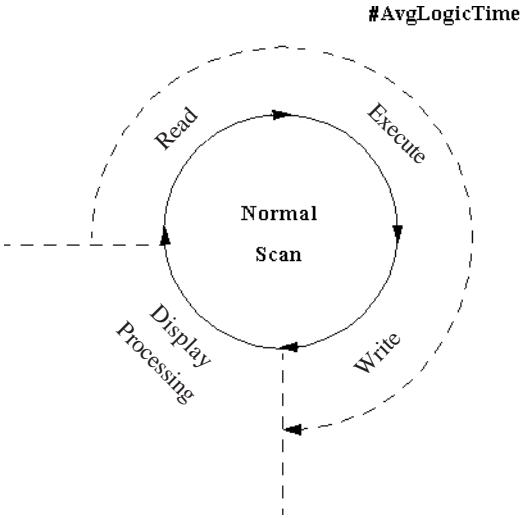 #AvgLogicTime
Read
Execute
Normal
Scan
Display
Processing
Write